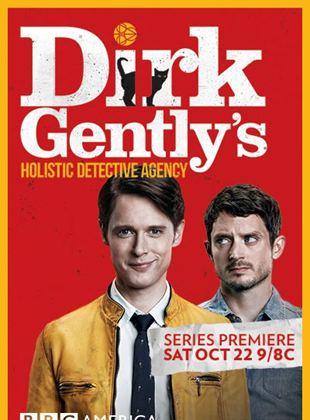 Dirk
Gently's
HOLISTIC DETECTIVE AGENCY
SERIES PREMIERE
SAT OCT 22 9/8C
BBC AMERICA